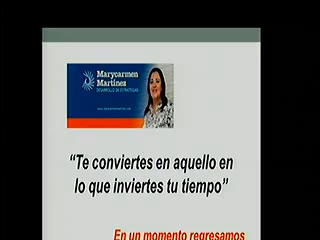 Marycarmen
Martínez
DESARROLLO DE ESTRATEGIAS
“Te conviertes en aquello en
lo que inviertes tu tiempo”
En un momento regresamos